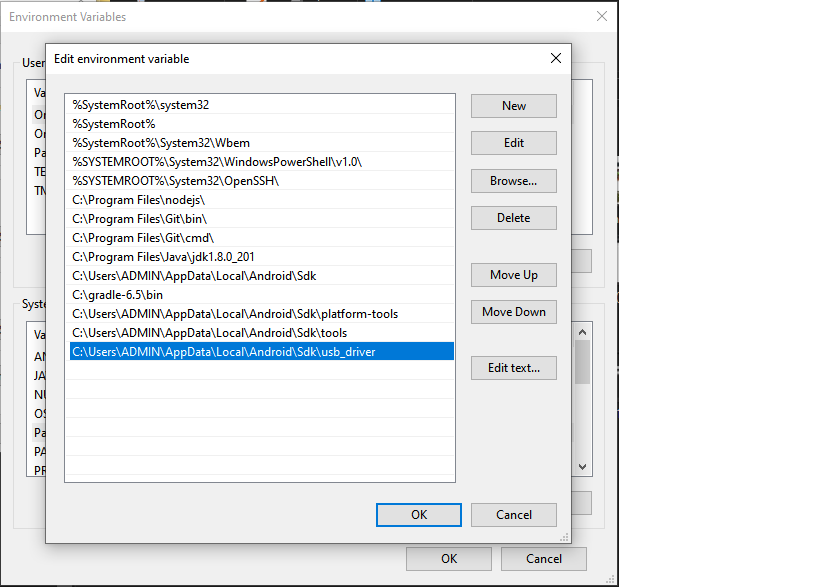 Environment Variables
Edit environment variable
User
Va
On
On
Pa
TE
TM
%SystemRoot%\system32
%SystemRoot%
%SystemRoot%\System32\Wbem
%SYSTEMROOT%\System32\WindowsPowerShell\v1.0\
%SYSTEMROOT%\System32\OpenSSH\
C:\Program Files\nodejs\
C:\Program Files\Git\bin\
C:\Program Files\Git\cmd\
C:\Program Files\Java\jdk1.8.0_201
C:\Users\ADMIN\AppData\Local\Android\Sdk
C:\gradle-6.5\bin
C:\Users\ADMIN\AppData\Local\Android\Sdk\platform-tools
C:\Users\ADMIN\AppData\Local\Android\Sdk\tools
C:\Users\ADMIN\AppData\Local\Android\Sdk\usb_driver
New
Edit
Browse...
Delete
Move Up
Move Down
Edit text...
Syste
Va
AN
JA
NU
OS
Pa
PA
PR
OK
Cancel
OK
Cancel